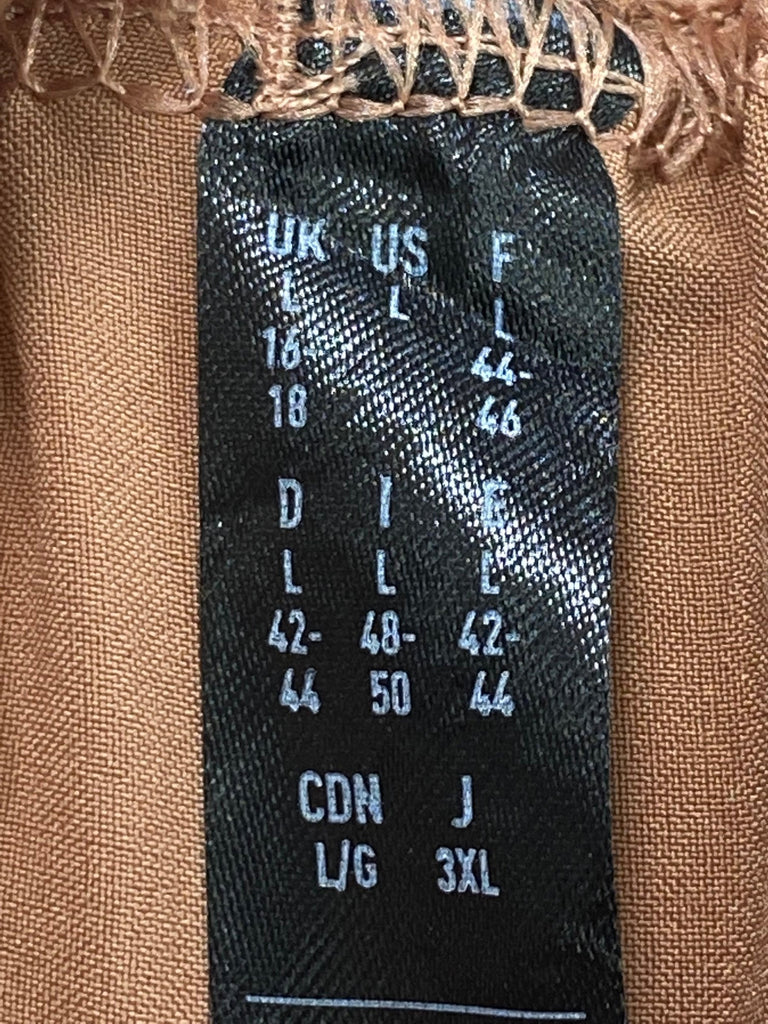 UK US F
L L L
16- 44-
18 46
D I E
L L L
42- 48- 42-
44 50 44
CDN J
L/G 3XL